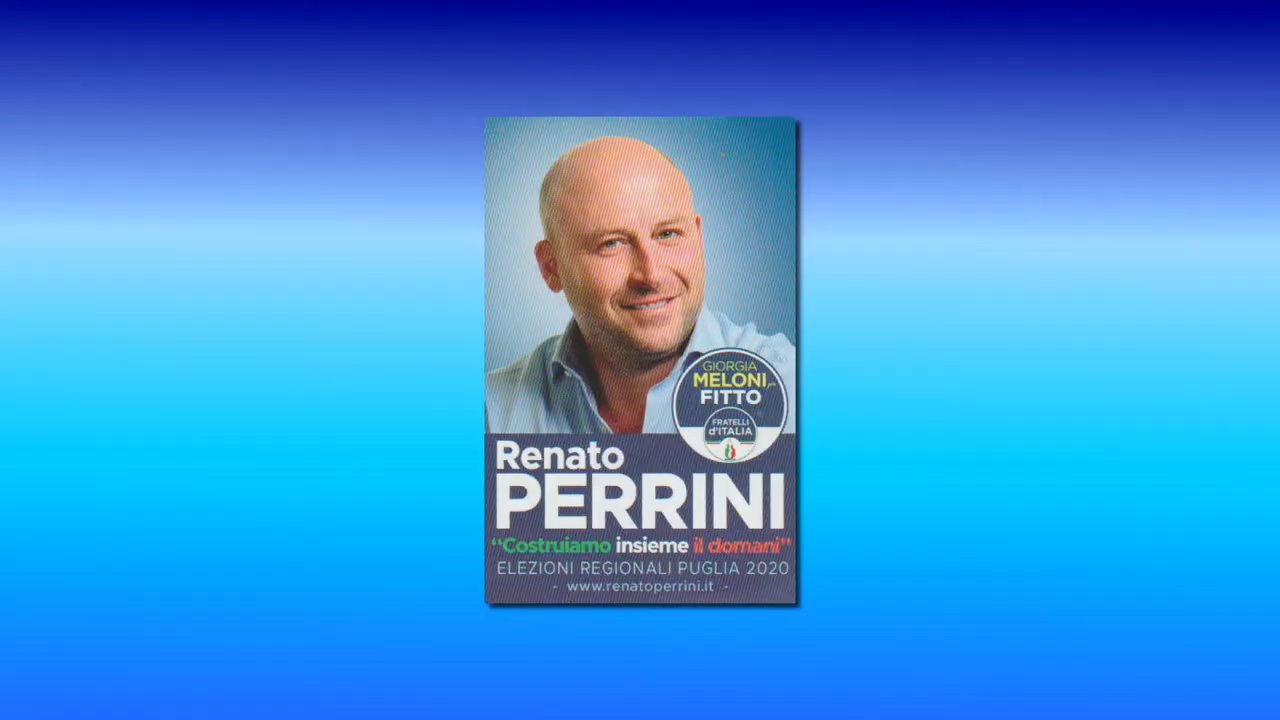 GIORGIA
MELONI
FITTO
FRATELLI
d'ITALIA
Renato
PERRINI
"Costruiamo insieme il domani"
ELEZIONI REGIONALI PUGLIA 2020
- www.renatoperrini.it -